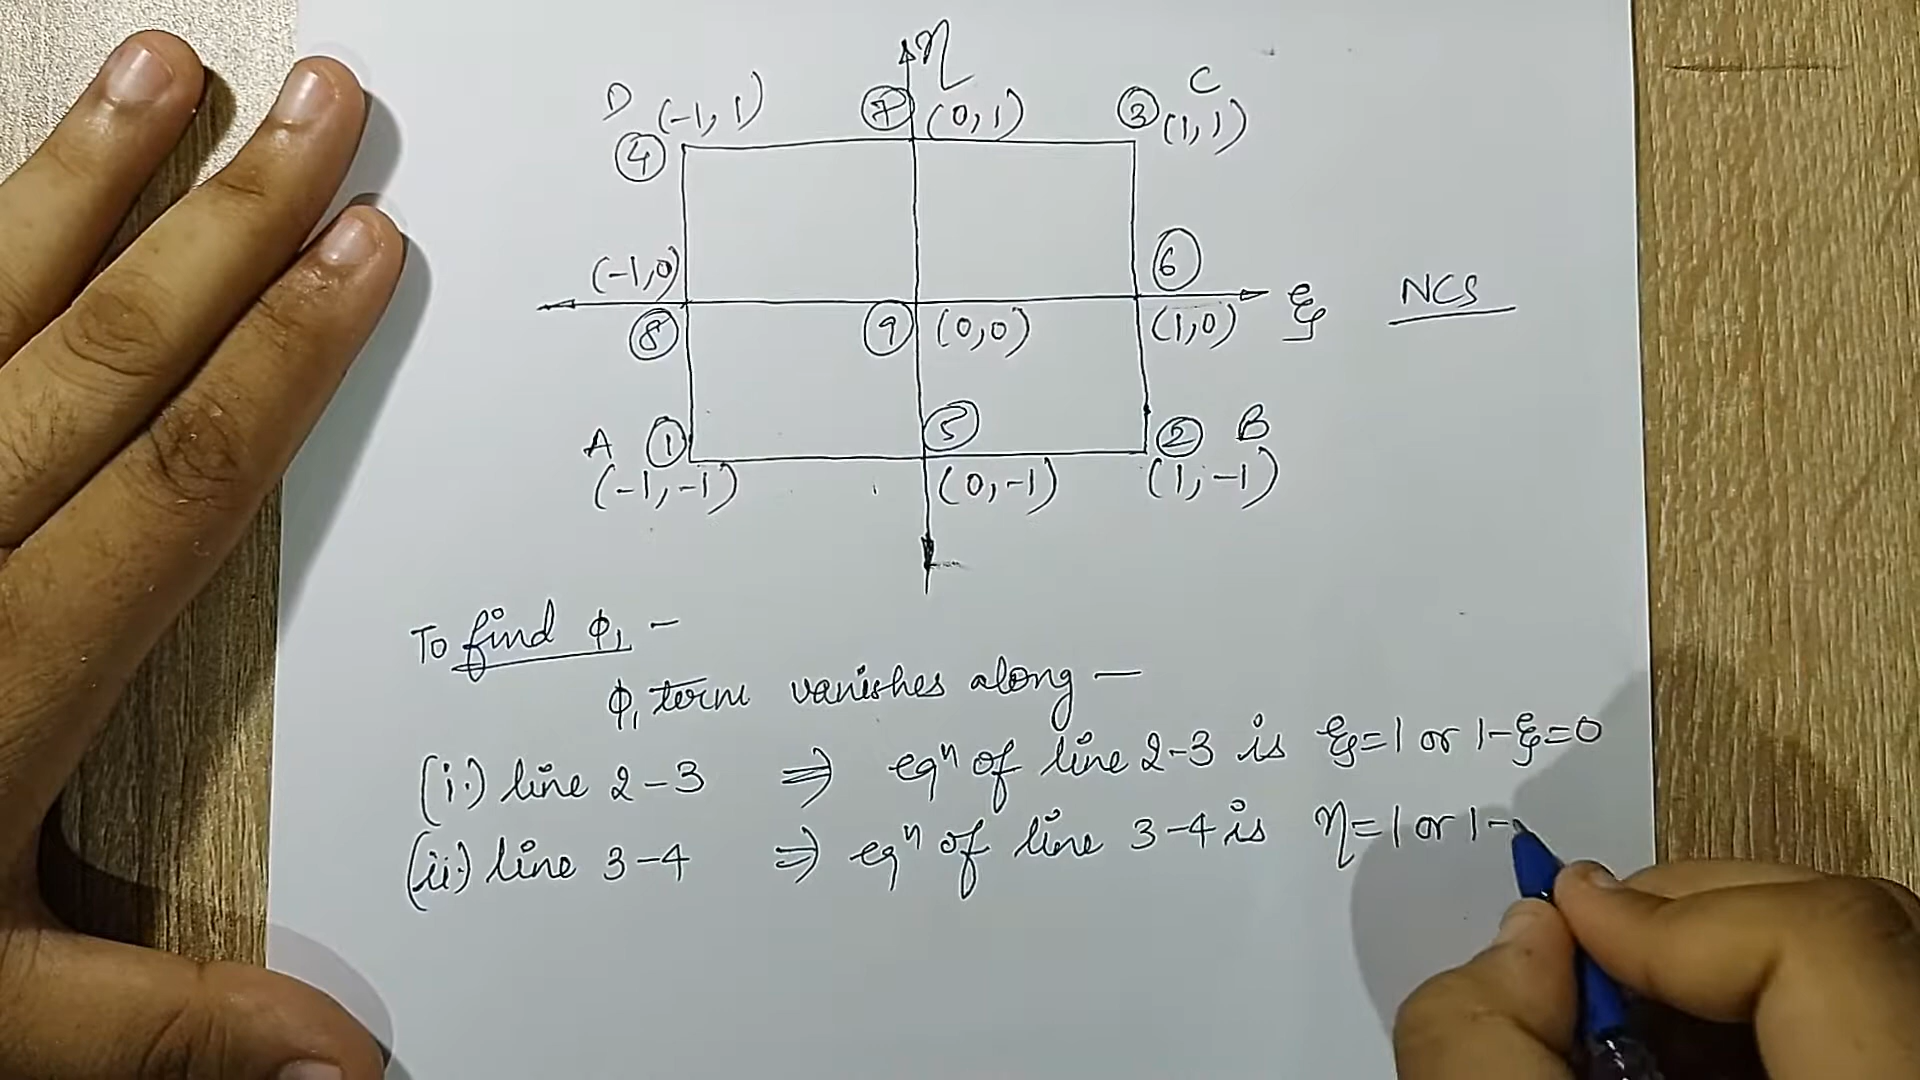 η
D (-1, 1) ⑦ (0, 1) ③ C (1, 1)
④
(-1, 0) ⑥
⑧ ⑨ (0, 0) (1, 0) ξ NCS
A ① ⑤ ② B
(-1, -1) (0, -1) (1, -1)
To find ϕ₁ -
ϕ₁ term vanishes along —
(i.) line 2-3 ⇒ eqⁿ of line 2-3 is ξ=1 or 1-ξ=0
(ii.) line 3-4 ⇒ eqⁿ of line 3-4 is η=1 or 1-